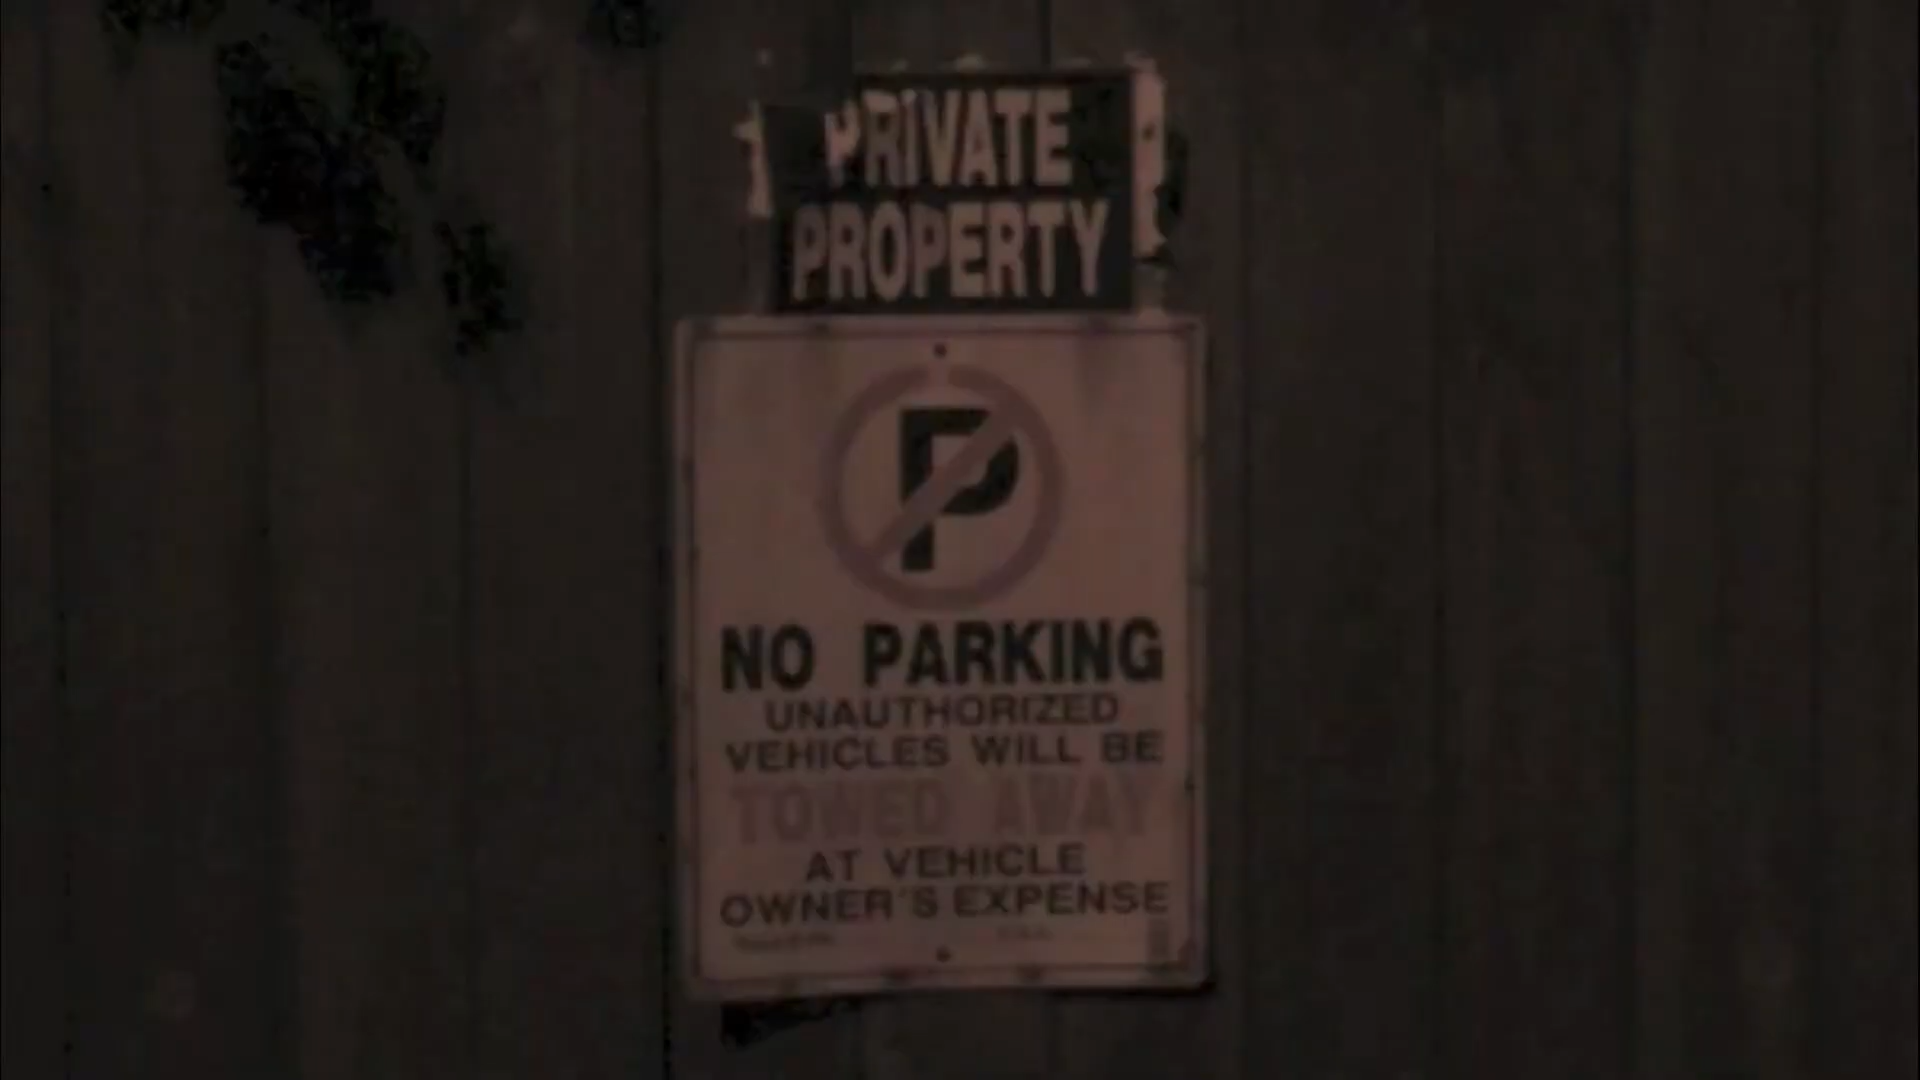 PRIVATE
PROPERTY
P
NO PARKING
UNAUTHORIZED
VEHICLES WILL BE
TOWED AWAY
AT VEHICLE
OWNER'S EXPENSE